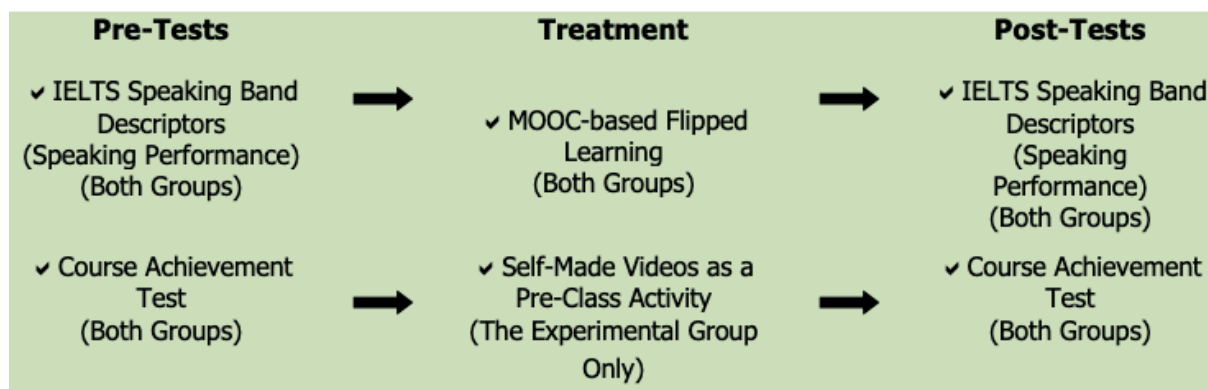 Pre-Tests
Treatment
Post-Tests
✔ IELTS Speaking Band
Descriptors
(Speaking Performance)
(Both Groups)
✔ MOOC-based Flipped
Learning
(Both Groups)
✔ IELTS Speaking Band
Descriptors
(Speaking
Performance)
(Both Groups)
✔ Course Achievement
Test
(Both Groups)
✔ Self-Made Videos as a
Pre-Class Activity
(The Experimental Group
Only)
✔ Course Achievement
Test
(Both Groups)